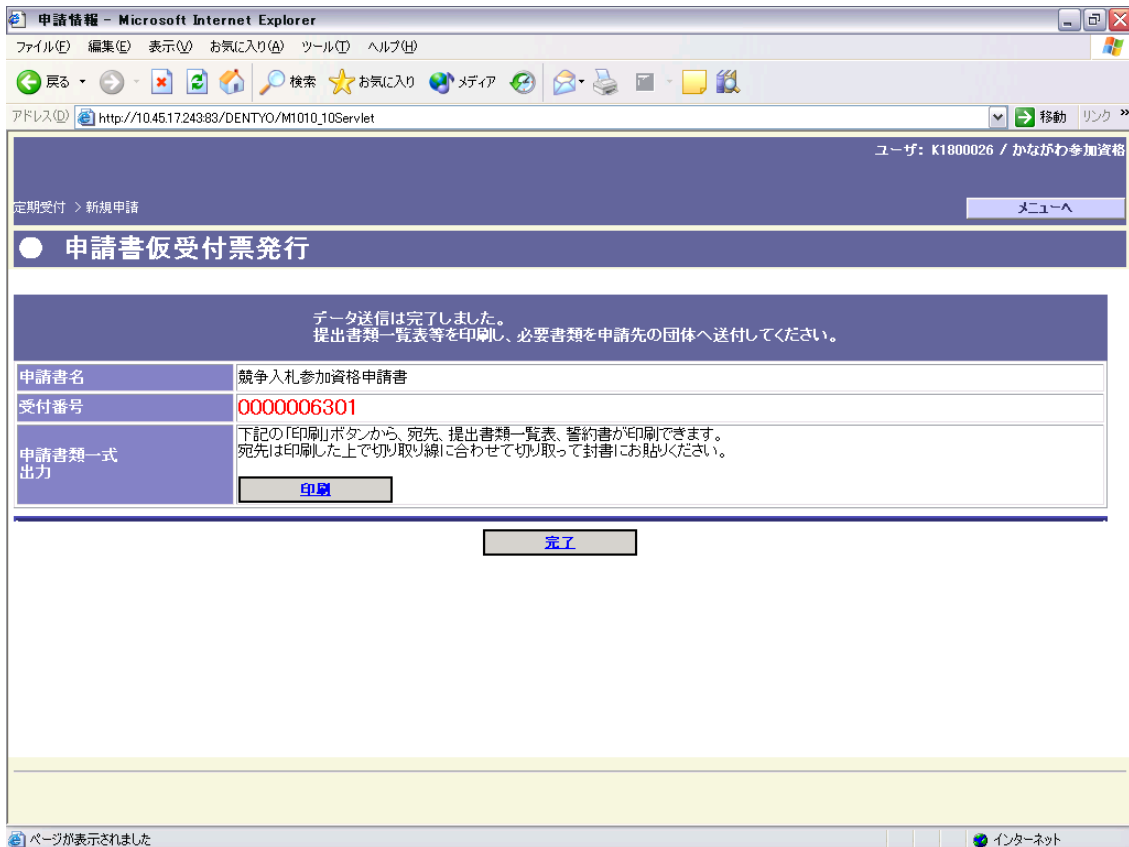 申請情報 - Microsoft Internet Explorer
ファイル(F) 編集(E) 表示(V) お気に入り(A) ツール(T) ヘルプ(H)
戻る 検索 お気に入り メディア
アドレス(D) http://10.45.17.243:83/DENTYO/M1010_10Servlet 移動 リンク »
ユーザ: K1800026 / かながわ参加資格
定期受付 > 新規申請 メニューへ
● 申請書仮受付票発行
データ送信は完了しました。
提出書類一覧表等を印刷し、必要書類を申請先の団体へ送付してください。
申請書名 競争入札参加資格申請書
受付番号 0000006301
申請書類一式
出力
下記の「印刷」ボタンから、宛先、提出書類一覧表、誓約書が印刷できます。
宛先は印刷した上で切り取り線に合わせて切り取って封書にお貼りください。
印刷
完了
ページが表示されました インターネット